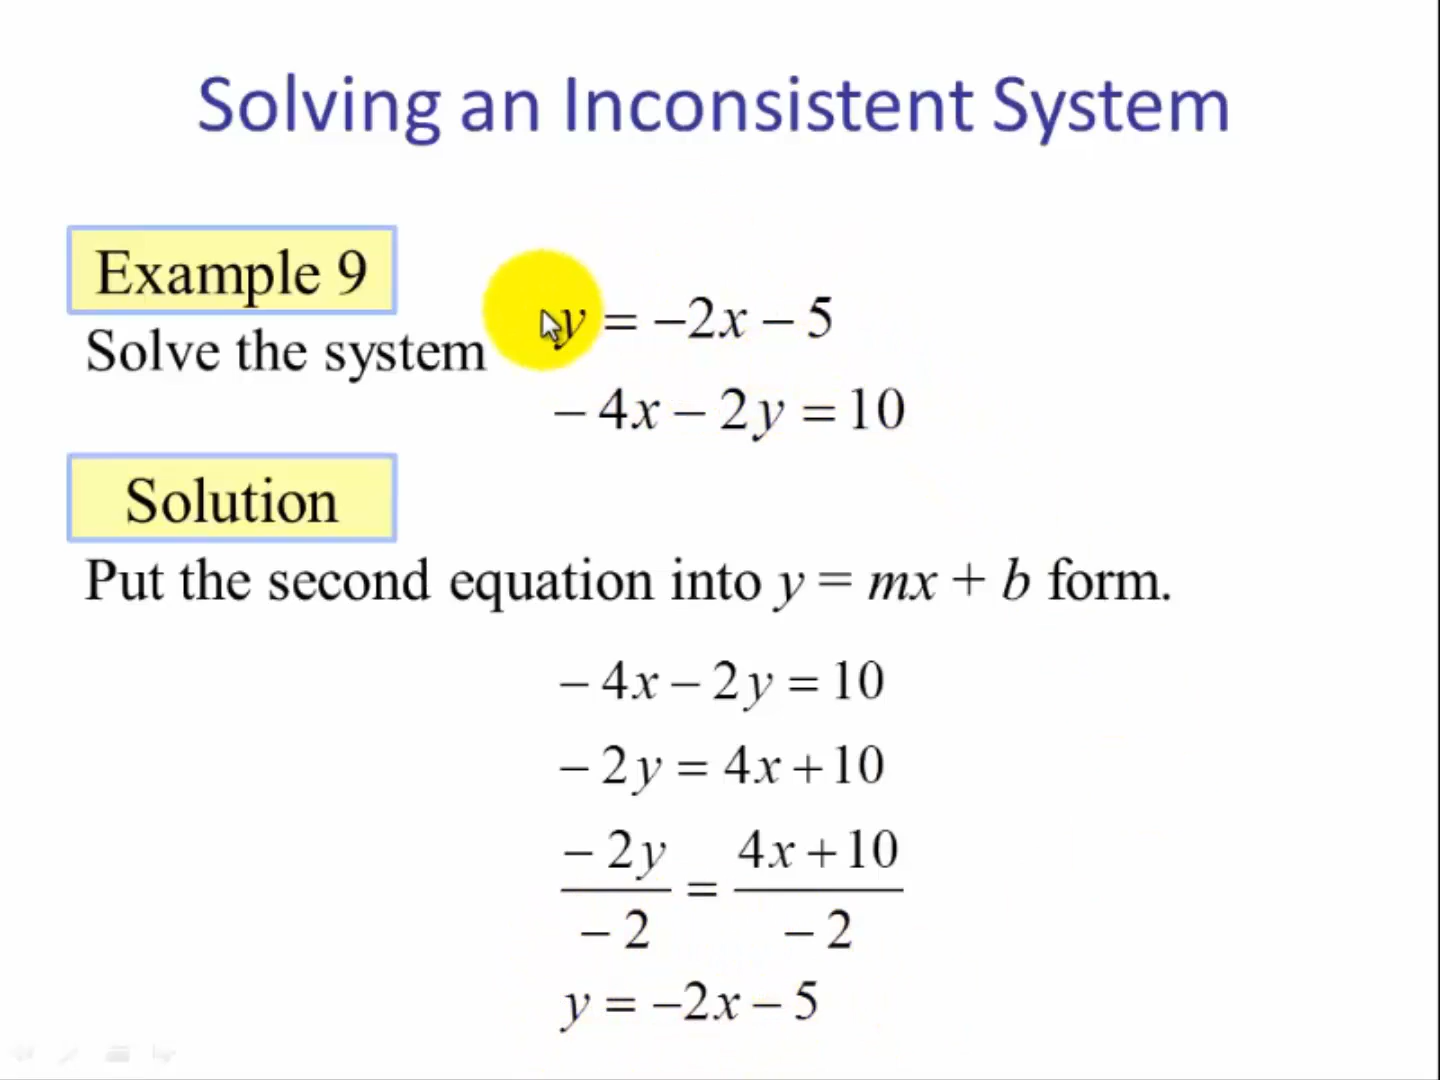 Solving an Inconsistent System
Example 9
Solve the system
y = −2x − 5
− 4x − 2y = 10
Solution
Put the second equation into y = mx + b form.
− 4x − 2y = 10
− 2y = 4x + 10
− 2y / − 2 = 4x + 10 / − 2
y = −2x − 5